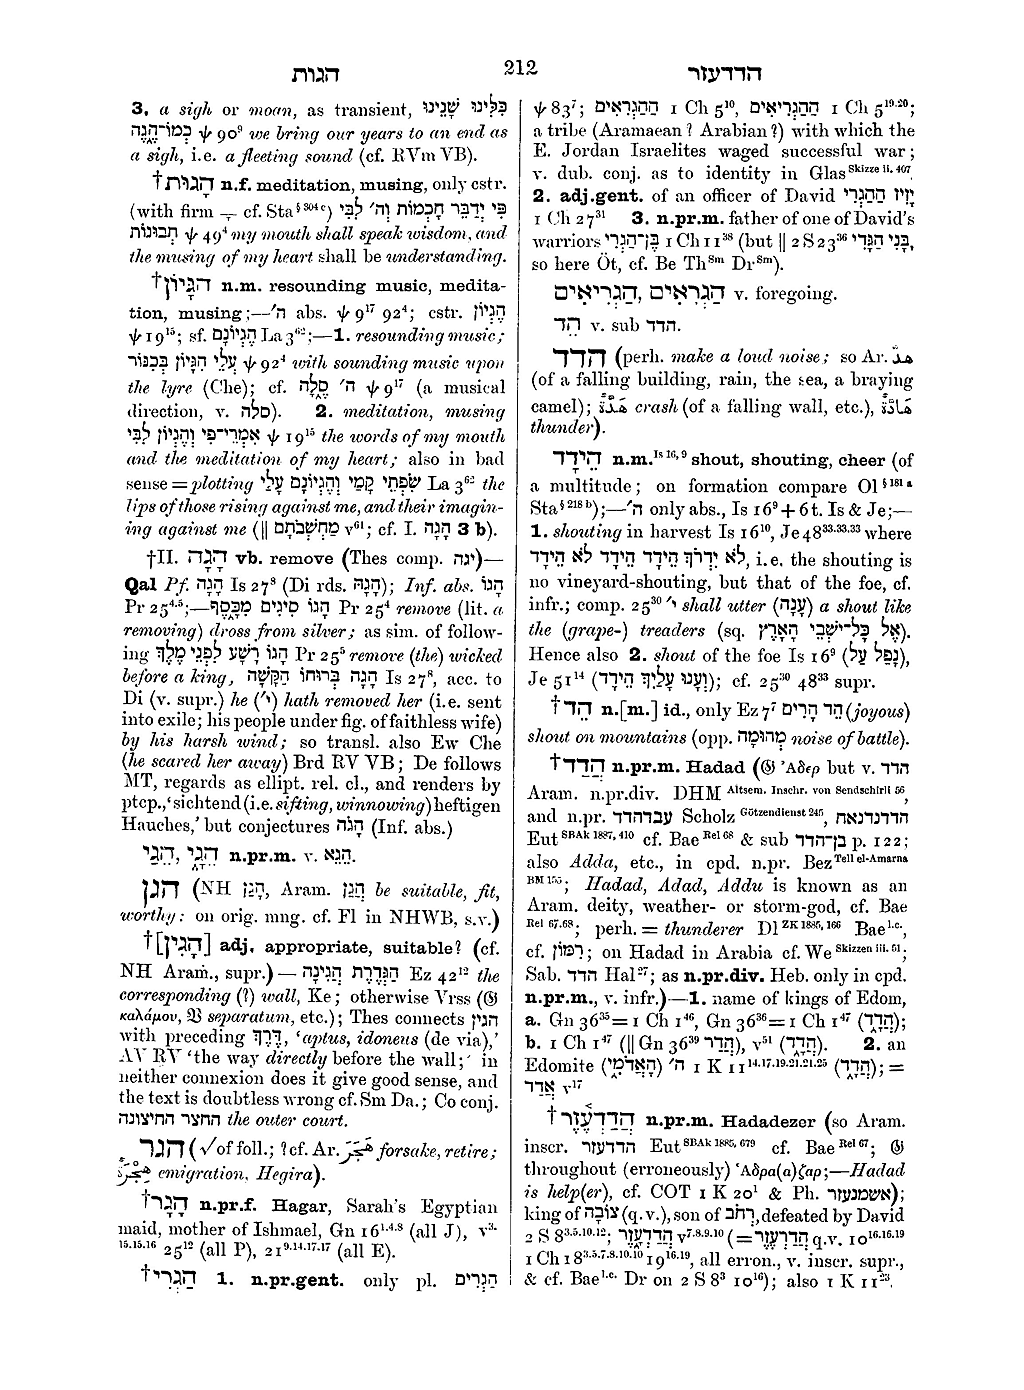 הגות
212
הדדעזר
3. a sigh or moan, as transient, כִּלִּינוּ שָׁנֵינוּ
כְמוֹ־הֶגֶה ψ 90⁹ we bring our years to an end as
a sigh, i.e. a fleeting sound (cf. RVm VB).
†הָגוּת n.f. meditation, musing, only cstr.
(with firm ָ cf. Sta§ 304 c) פִּי יְדַבֵּר חָכְמוֹת וְה׳ לִבִּי
תְבוּנוֹת ψ 49⁴ my mouth shall speak wisdom, and
the musing of my heart shall be understanding.
†הִגָּיוֹן n.m. resounding music, medita-
tion, musing;—ה׳ abs. ψ 9¹⁷ 92⁴; cstr. הֶגְיוֹן
ψ 19¹⁵; sf. הֶגְיוֹנָם La 3⁶²;—1. resounding music;
עֲלֵי הִגָּיוֹן בְּכִנּוֹר ψ 92⁴ with sounding music upon
the lyre (Che); cf. ה׳ סֶלָה ψ 9¹⁷ (a musical
direction, v. סלה). 2. meditation, musing
אִמְרֵי־פִי וְהֶגְיוֹן לִבִּי ψ 19¹⁵ the words of my mouth
and the meditation of my heart; also in bad
sense = plotting שִׂפְתֵי קָמַי וְהֶגְיוֹנָם עָלַי La 3⁶² the
lips of those rising against me, and their imagin-
ing against me (|| מַחְשְׁבֹתָם v⁶¹; cf. I. הָגָה 3 b).
†II. הָגָה vb. remove (Thes comp. יגה)—
Qal Pf. הָגָה Is 27⁸ (Di rds. הֲגָהּ); Inf. abs. הָגוֹ
Pr 25⁴·⁵;—הָגוֹ סִיגִים מִכָּסֶף Pr 25⁴ remove (lit. a
removing) dross from silver; as sim. of follow-
ing הָגוֹ רָשָׁע לִפְנֵי מֶלֶךְ Pr 25⁵ remove (the) wicked
before a king, הָגָה בְּרוּחוֹ הַקָּשָׁה Is 27⁸, acc. to
Di (v. supr.) he (י׳) hath removed her (i.e. sent
into exile; his people under fig. of faithless wife)
by his harsh wind; so transl. also Ew Che
(he scared her away) Brd RV VB; De follows
MT, regards as ellipt. rel. cl., and renders by
ptcp., ‘sichtend (i.e. sifting, winnowing) heftigen
Hauches,’ but conjectures הָגֹה (Inf. abs.)
הֵגֵי, הֵגַי n.pr.m. v. הֵגֵא.
הגן (NH הָגֵן, Aram. הֲגַן be suitable, fit,
worthy: on orig. mng. cf. Fl in NHWB, s.v.)
†[הָגִין] adj. appropriate, suitable? (cf.
NH Aram., supr.)—הַגְּדֶרֶת הֲגִינָה Ez 42¹² the
corresponding (?) wall, Ke; otherwise Vrss (𝔊
καλάμου, 𝔙 separatum, etc.); Thes connects הגין
with preceding דֶּרֶךְ, ‘aptus, idoneus (de via),’
AV RV ‘the way directly before the wall;’ in
neither connexion does it give good sense, and
the text is doubtless wrong cf. Sm Da.; Co conj.
החצר החיצונה the outer court.
הגר (√of foll.; ? cf. Ar. هَجَرَ forsake, retire;
هِجْرَةٌ emigration, Hegira).
†הָגָר n.pr.f. Hagar, Sarah’s Egyptian
maid, mother of Ishmael, Gn 16¹·⁴·⁸ (all J), v³·
¹⁵·¹⁵·¹⁶ 25¹² (all P), 21⁹·¹⁴·¹⁷·¹⁷ (all E).
†הַגְרִי 1. n.pr.gent. only pl. הַגְרִים
ψ 83⁷; הַהַגְרִאִים 1 Ch 5¹⁰, הַהַגְרִיאִים 1 Ch 5¹⁹·²⁰;
a tribe (Aramaean? Arabian?) with which the
E. Jordan Israelites waged successful war;
v. dub. conj. as to identity in Glas Skizze ii. 407.
2. adj.gent. of an officer of David יָזִיז הַהַגְרִי
1 Ch 27³¹ 3. n.pr.m. father of one of David’s
warriors בֶּן־הַגְרִי 1 Ch 11³⁸ (but || 2 S 23³⁶ בָּנִי הַגָּדִי,
so here Öt, cf. Be Th Sm Dr Sm).
הַגְרִאִים, הַגְרִיאִים v. foregoing.
הֵד v. sub הדד.
הדד (perh. make a loud noise; so Ar. هَدَّ
(of a falling building, rain, the sea, a braying
camel); هَدَّةٌ crash (of a falling wall, etc.), هَادَّةٌ
thunder).
הֵידָד n.m. Is 16, 9 shout, shouting, cheer (of
a multitude; on formation compare Ol § 181 a
Sta § 218 b);—ה׳ only abs., Is 16⁹ + 6 t. Is & Je;—
1. shouting in harvest Is 16¹⁰, Je 48³³·³³·³³ where
לֹא יִדְרֹךְ הֵידָד הֵידָד לֹא הֵידָד, i.e. the shouting is
no vineyard-shouting, but that of the foe, cf.
infr.; comp. 25³⁰ י׳ shall utter (עָנָה) a shout like
the (grape-) treaders (sq. אֶל כָּל־יֹשְׁבֵי הָאָרֶץ).
Hence also 2. shout of the foe Is 16⁹ (נָפַל עַל),
Je 51¹⁴ (וְעָנוּ עָלַיִךְ הֵידָד); cf. 25³⁰ 48³³ supr.
†הֵד n.[m.] id., only Ez 7⁷ הֵד הָרִים (joyous)
shout on mountains (opp. מְהוּמָה noise of battle).
†הֲדַד n.pr.m. Hadad (𝔊 Ἁδερ but v. הדד
Aram. n.pr.div. DHM Altsem. Inschr. von Sendschirli 56,
and n.pr. עבדהדד Scholz Götzendienst 245, הדדנדנאח
Eut SBAk 1887, 410 cf. Bae Rel 68 & sub בן־הדד p. 122;
also Adda, etc., in cpd. n.pr. Bez Tell el-Amarna
BM 155; Hadad, Adad, Addu is known as an
Aram. deity, weather- or storm-god, cf. Bae
Rel 67.68; perh. = thunderer Dl ZK 1885, 166 Bae l.c.,
cf. רִמּוֹן; on Hadad in Arabia cf. We Skizzen iii. 51;
Sab. הדד Hal²⁷; as n.pr.div. Heb. only in cpd.
n.pr.m., v. infr.)—1. name of kings of Edom,
a. Gn 36³⁵ = 1 Ch 1⁴⁶, Gn 36³⁶ = 1 Ch 1⁴⁷ (הֲדָד);
b. 1 Ch 1⁴⁷ (|| Gn 36³⁹ הֲדַר), v⁵¹ (הֲדָד). 2. an
Edomite (הָאֲדֹמִי) ה׳ 1 K 11¹⁴·¹⁷·¹⁹·²¹·²¹·²⁵ (הֲדָד); =
אֲדַד v¹⁷
†הֲדַדְעֶזֶר n.pr.m. Hadadezer (so Aram.
inscr. הדדעזר Eut SBAk 1885, 679 cf. Bae Rel 67; 𝔊
throughout (erroneously) Ἁδρα(α)ζαρ;—Hadad
is help(er), cf. COT 1 K 20¹ & Ph. אשמנעזר);
king of צוֹבָה (q.v.), son of רְחֹב, defeated by David
2 S 8³·⁵·¹⁰·¹²; הֲדַדְעָזֶר v⁷·⁸·⁹·¹⁰ (= הֲדַרְעֶזֶר q.v. 10¹⁶·¹⁶·¹⁹
1 Ch 18³·⁵·⁷·⁸·¹⁰·¹⁰ 19¹⁶·¹⁹, all erron., v. inscr. supr.,
& cf. Bae l.c. Dr on 2 S 8³ 10¹⁶); also 1 K 11²³.